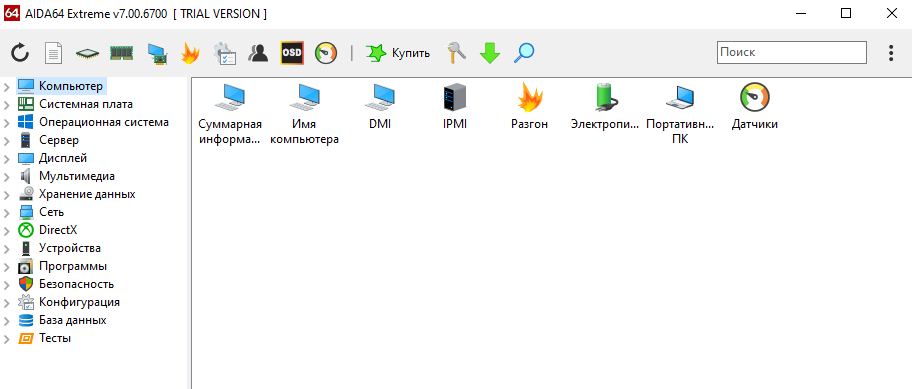 64 AIDA64 Extreme v7.00.6700 [ TRIAL VERSION ]
OSD Купить Поиск
Компьютер
Системная плата
Операционная система
Сервер
Дисплей
Мультимедиа
Хранение данных
Сеть
DirectX
Устройства
Программы
Безопасность
Конфигурация
База данных
Тесты
Суммарная
информа...
Имя
компьютера
DMI
IPMI
Разгон
Электропи...
Портативн...
ПК
Датчики